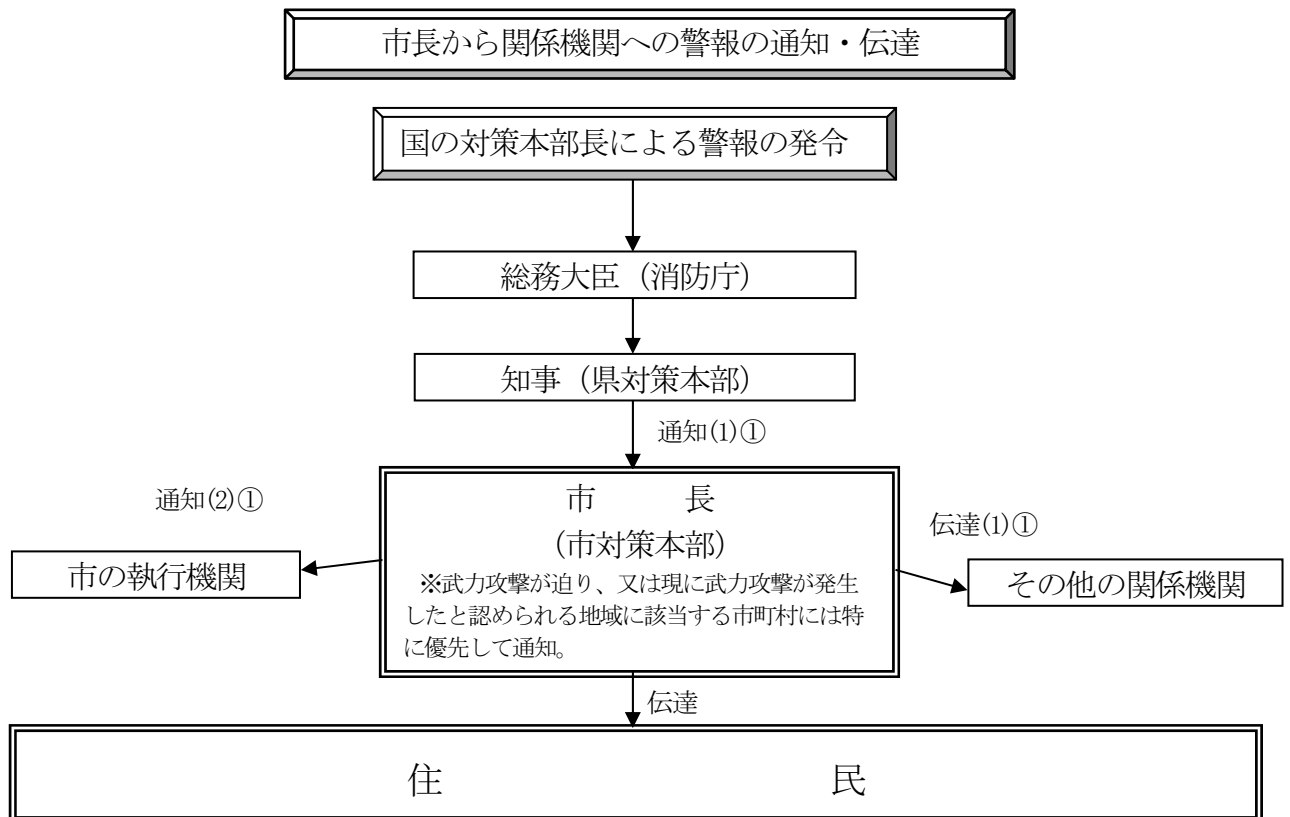 市長から関係機関への警報の通知・伝達
国の対策本部長による警報の発令
総務大臣（消防庁）
知事（県対策本部）
通知(1)①
市　　　長
（市対策本部）
※武力攻撃が迫り、又は現に武力攻撃が発生
したと認められる地域に該当する市町村には特
に優先して通知。
通知(2)①
市の執行機関
伝達(1)①
その他の関係機関
伝達
住　　　　　　　　　民